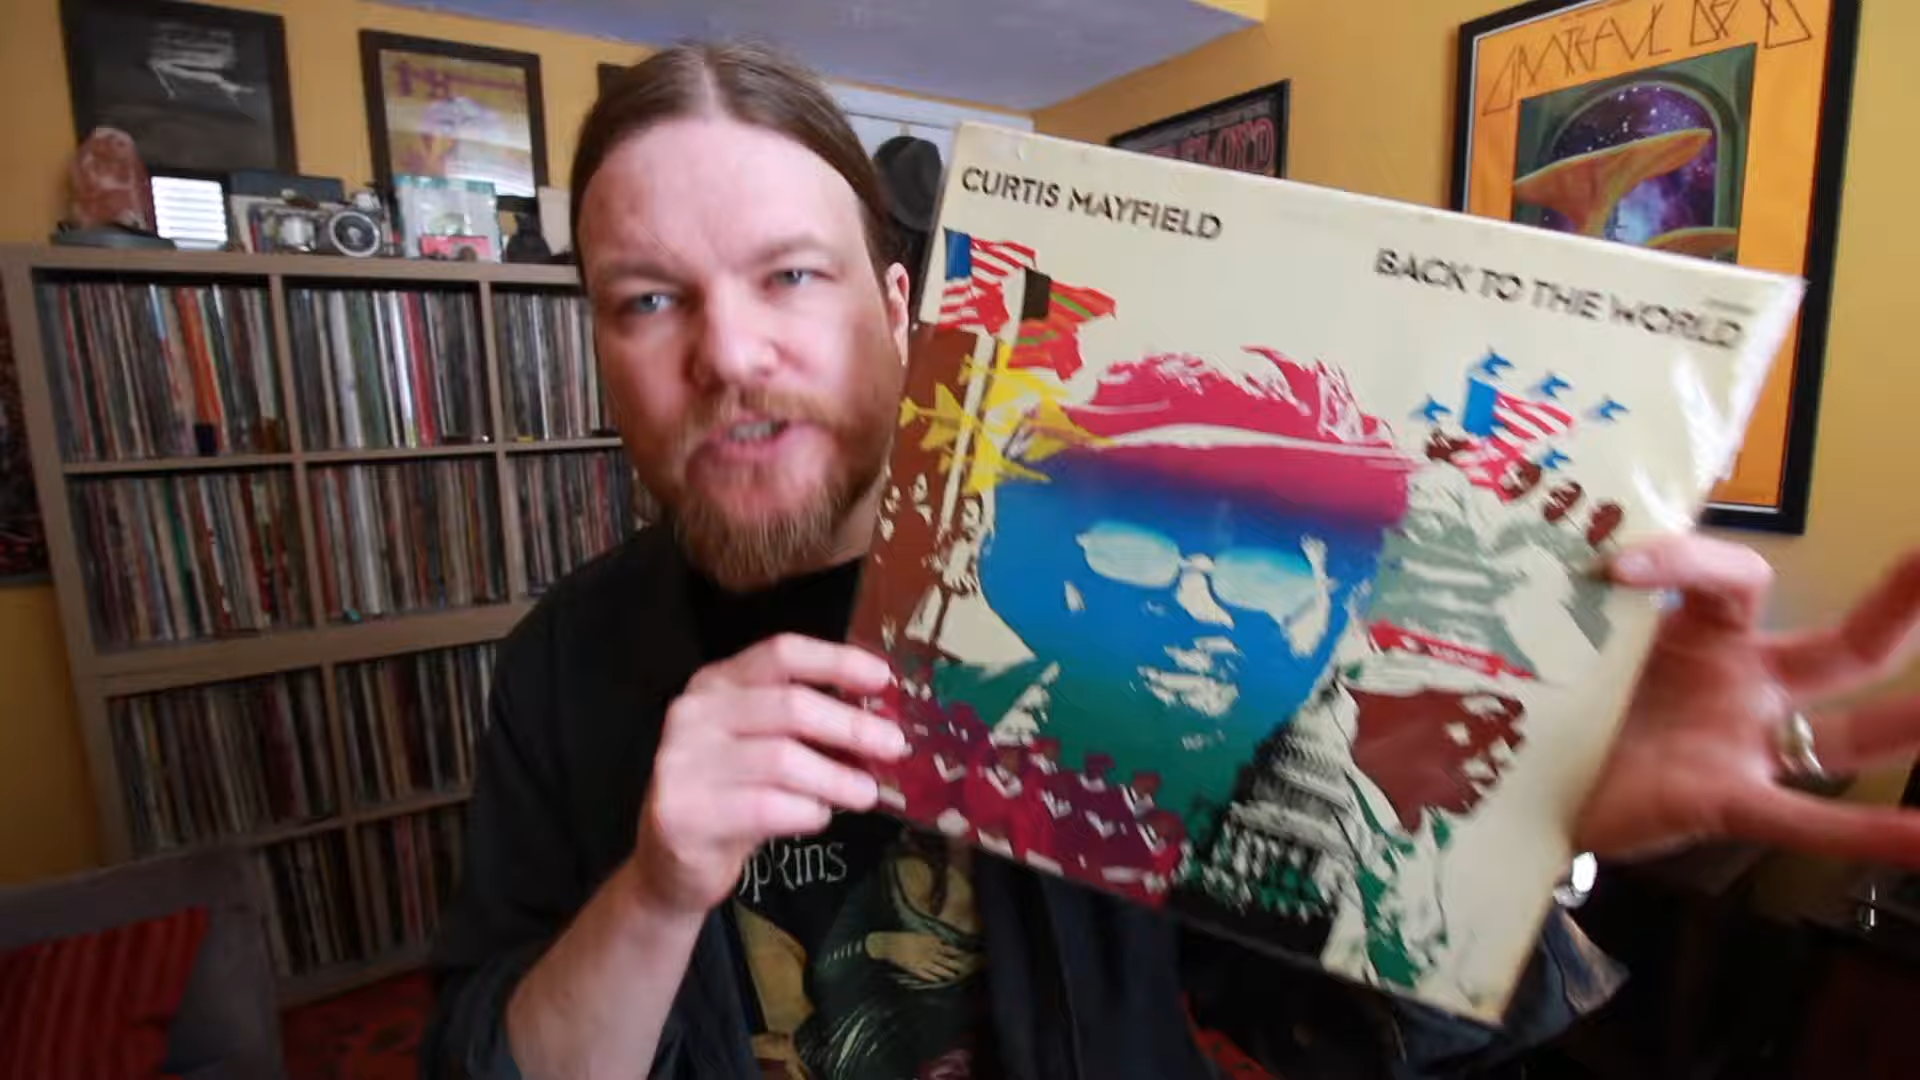 GRATEFUL DEAD
CURTIS MAYFIELD
BACK TO THE WORLD
opkins